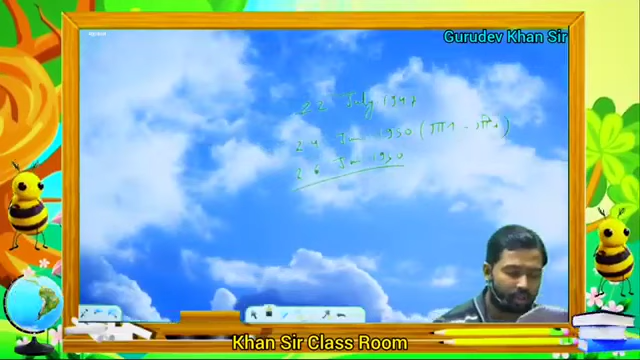 Gurudev Khan Sir
22 July 1947
24 Jan 1950 (
26 Jan 1950
Khan Sir Class Room